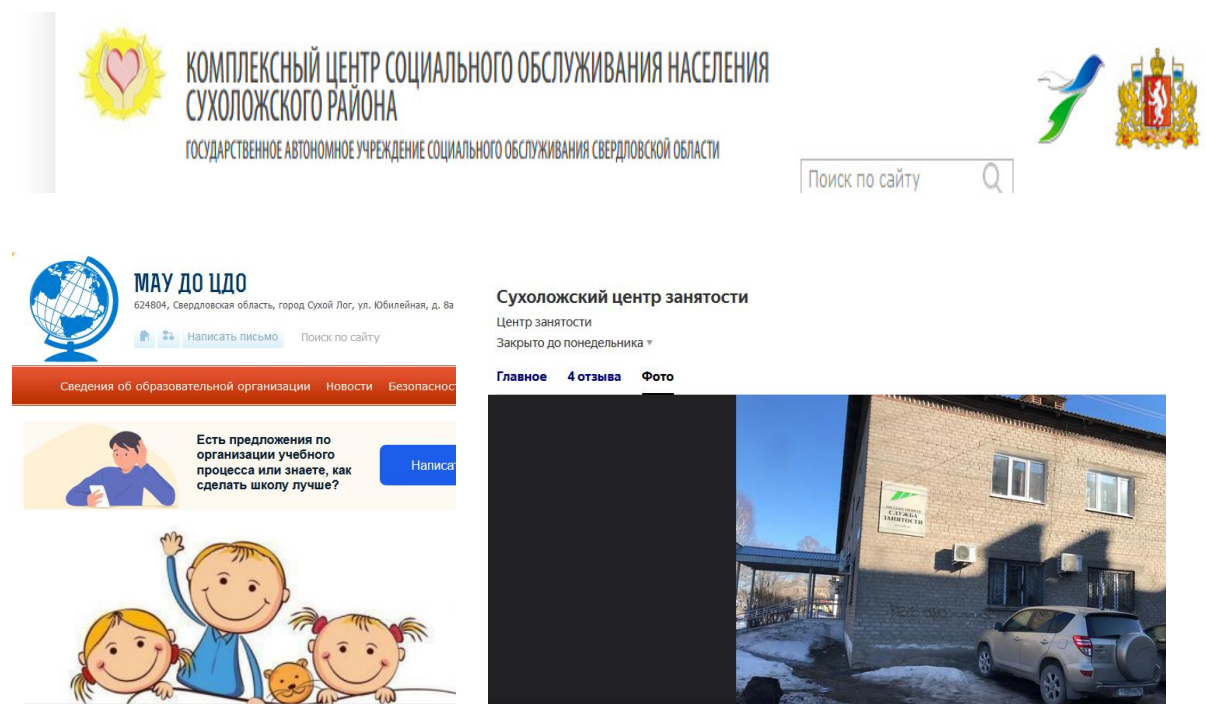 КОМПЛЕКСНЫЙ ЦЕНТР СОЦИАЛЬНОГО ОБСЛУЖИВАНИЯ НАСЕЛЕНИЯ
СУХОЛОЖСКОГО РАЙОНА
ГОСУДАРСТВЕННОЕ АВТОНОМНОЕ УЧРЕЖДЕНИЕ СОЦИАЛЬНОГО ОБСЛУЖИВАНИЯ СВЕРДЛОВСКОЙ ОБЛАСТИ
Поиск по сайту
МАУ ДО ЦДО
624804, Свердловская область, город Сухой Лог, ул. Юбилейная, д. 8а
Написать письмо Поиск по сайту
Сведения об образовательной организации Новости Безопаснос
Есть предложения по
организации учебного
процесса или знаете, как
сделать школу лучше?
Написа
Сухоложский центр занятости
Центр занятости
Закрыто до понедельника
Главное 4 отзыва Фото
ГОСУДАРСТВЕННАЯ
СЛУЖБА
ЗАНЯТОСТИ